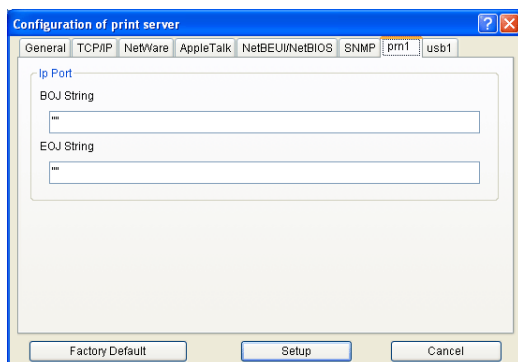 Configuration of print server
General TCP/IP NetWare AppleTalk NetBEUI/NetBIOS SNMP prn1 usb1
Ip Port
BOJ String
""
EOJ String
""
Factory Default Setup Cancel